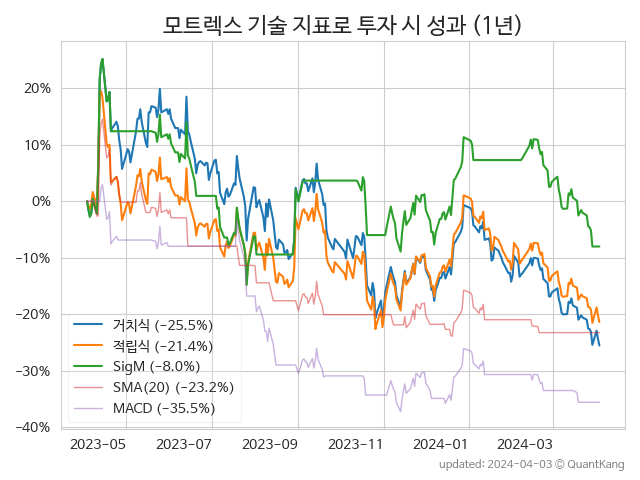 모트렉스 기술 지표로 투자 시 성과 (1년)
20%
10%
0%
−10%
−20%
−30%
−40%
거치식 (−25.5%)
적립식 (−21.4%)
SigM (−8.0%)
SMA(20) (−23.2%)
MACD (−35.5%)
2023-05 2023-07 2023-09 2023-11 2024-01 2024-03
updated: 2024-04-03 ⓒ QuantKang